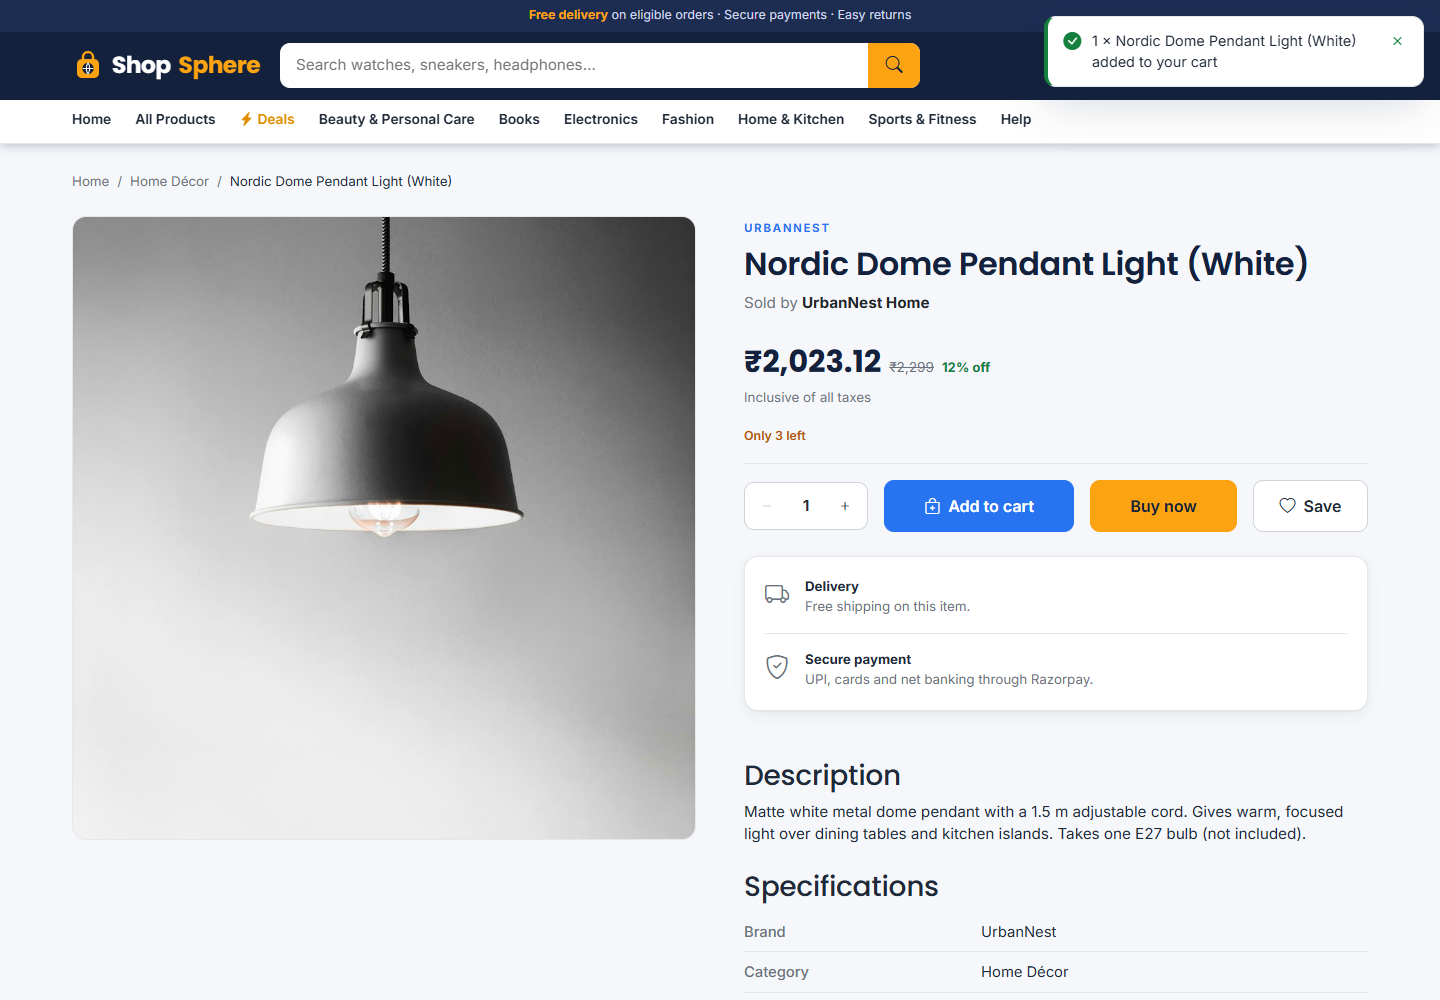 Free delivery on eligible orders · Secure payments · Easy returns
Shop Sphere
Search watches, sneakers, headphones...
1 × Nordic Dome Pendant Light (White)
added to your cart
Home
All Products
Deals
Beauty & Personal Care
Books
Electronics
Fashion
Home & Kitchen
Sports & Fitness
Help
Home / Home Décor / Nordic Dome Pendant Light (White)
URBANNEST
Nordic Dome Pendant Light (White)
Sold by UrbanNest Home
₹2,023.12 ₹2,299 12% off
Inclusive of all taxes
Only 3 left
− 1 +
Add to cart
Buy now
Save
Delivery
Free shipping on this item.
Secure payment
UPI, cards and net banking through Razorpay.
Description
Matte white metal dome pendant with a 1.5 m adjustable cord. Gives warm, focused
light over dining tables and kitchen islands. Takes one E27 bulb (not included).
Specifications
Brand UrbanNest
Category Home Décor